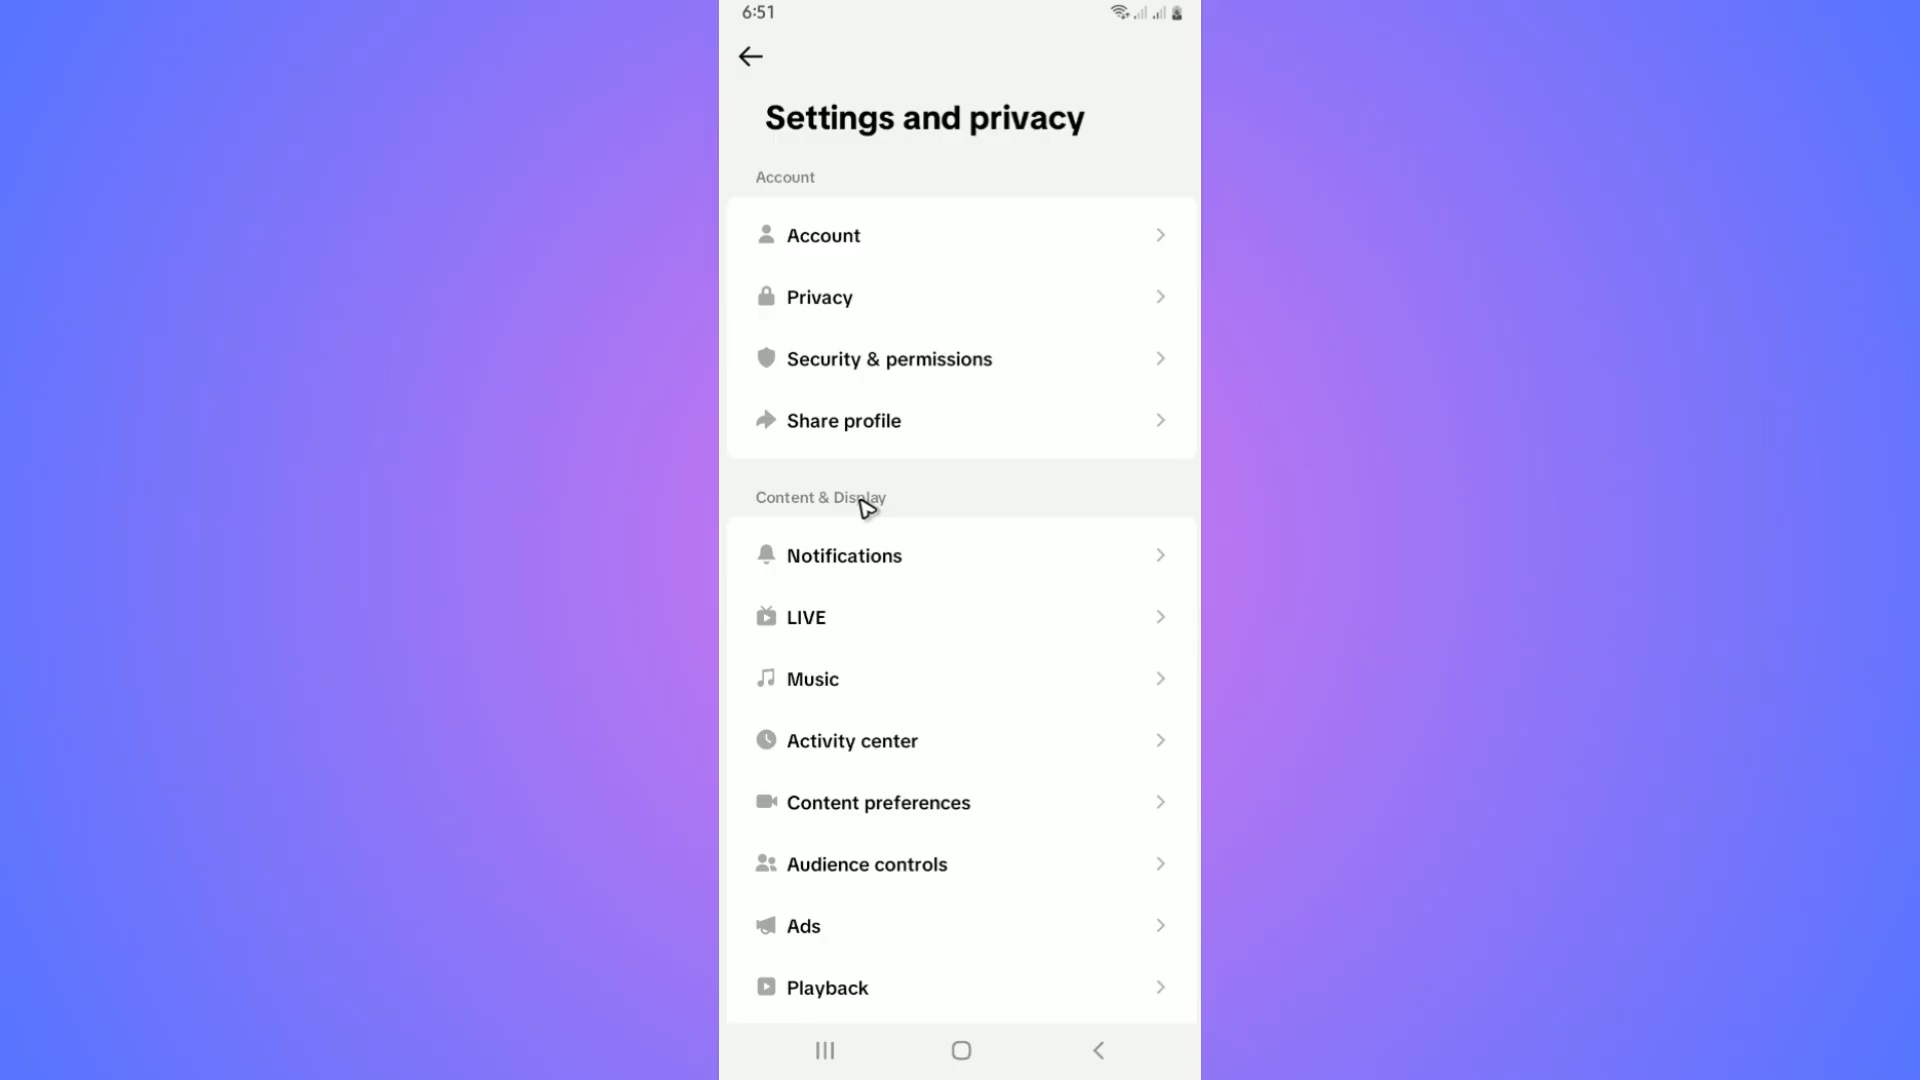 6:51
Settings and privacy
Account
Account
Privacy
Security & permissions
Share profile
Content & Display
Notifications
LIVE
Music
Activity center
Content preferences
Audience controls
Ads
Playback